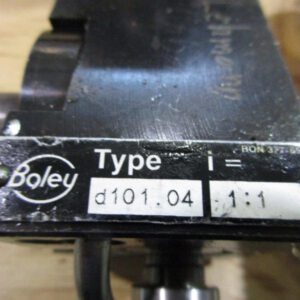 Type i =
Boley d101.04 1:1